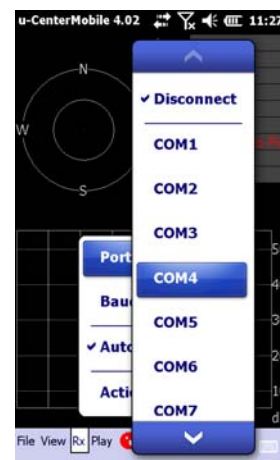 u-CenterMobile 4.02 11:27
N
Disconnect
COM1
W
COM2
S
COM3
Port
COM4
COM5
Auto
COM6
Acti
COM7
File View Rx Play